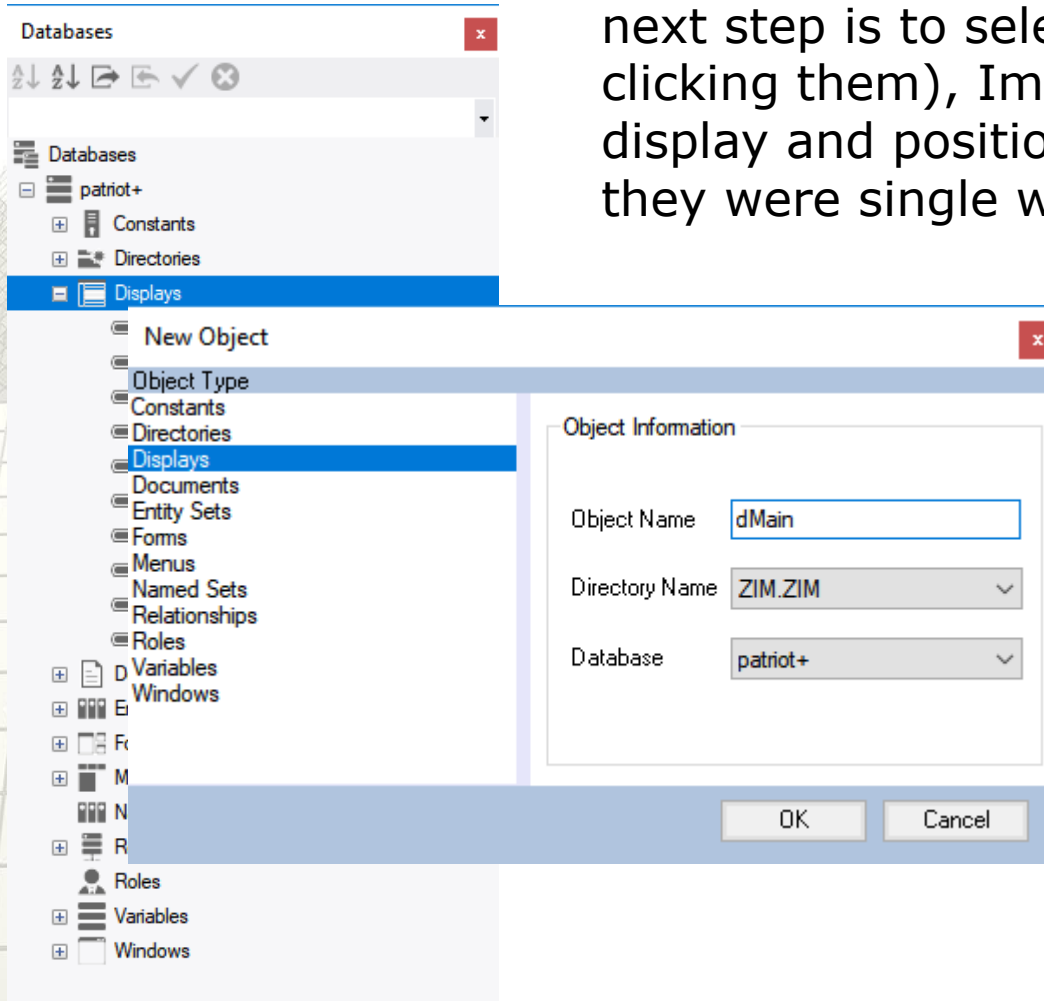 Databases
next step is to sele
clicking them), Im
display and positio
they were single w
Databases
patriot+
Constants
Directories
Displays
New Object
Object Type
Constants
Directories
Displays
Documents
Entity Sets
Forms
Menus
Named Sets
Relationships
Roles
Variables
Windows
Object Information
Object Name dMain
Directory Name ZIM.ZIM
Database patriot+
OK Cancel
D
E
Fo
M
N
R
Roles
Variables
Windows